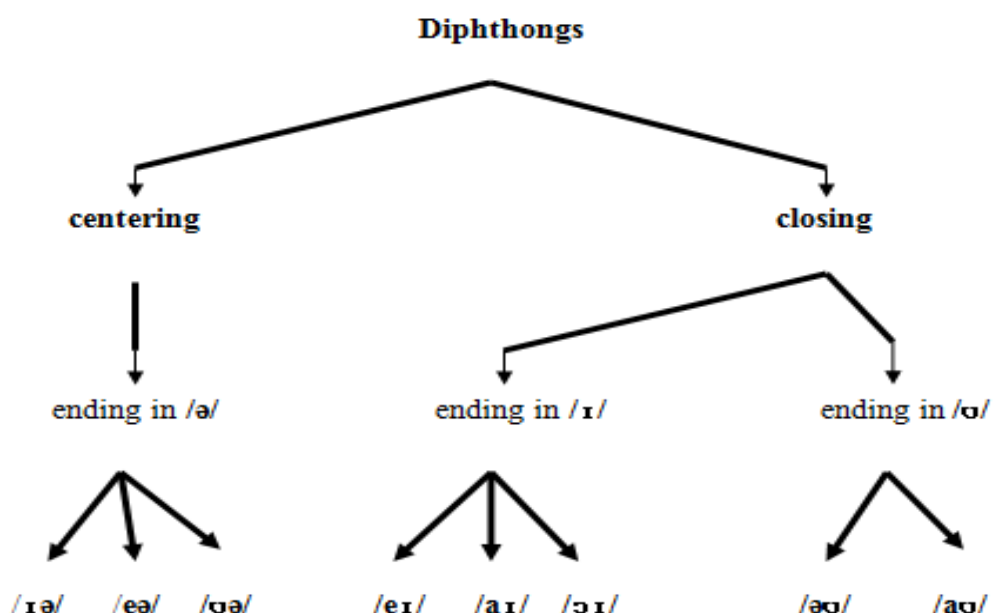 Diphthongs
centering closing
ending in /ə/ ending in /ɪ/ ending in /ʊ/
/ɪə/ /eə/ /ʊə/ /eɪ/ /aɪ/ /ɔɪ/ /əʊ/ /aʊ/